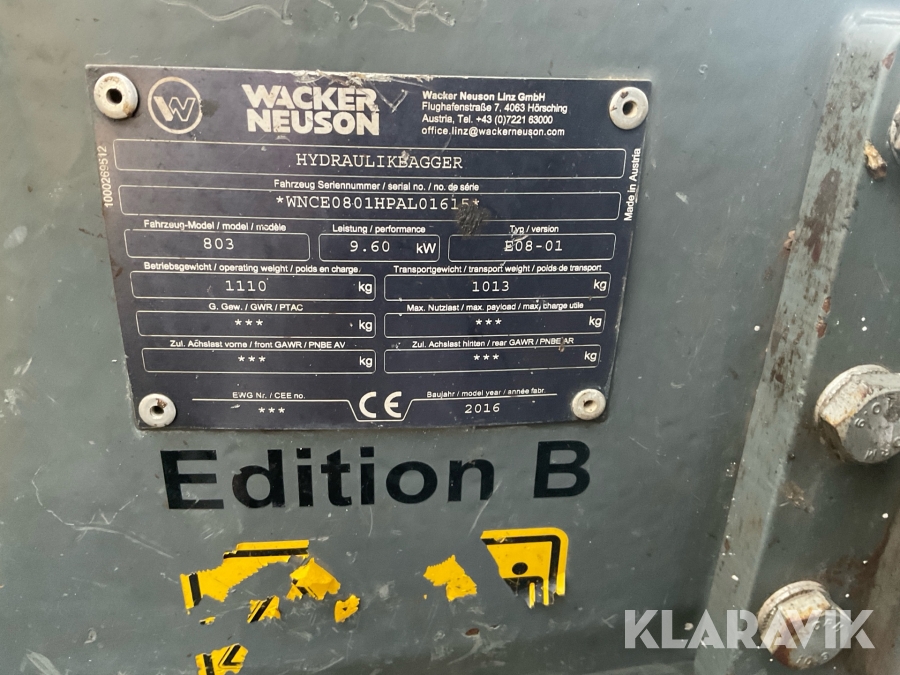 WACKER
NEUSON
Wacker Neuson Linz GmbH
Flughafenstraße 7, 4063 Hörsching
Austria, Tel. +43 (0)7221 63000
office.linz@wackerneuson.com
1000269512
Made in Austria
HYDRAULIKBAGGER
Fahrzeug Seriennummer / serial no. / no. de série
*WNCE0801HPAL01615*
Fahrzeug-Model / model / modèle
803
Leistung / performance
9.60 kW
Typ / version
E08-01
Betriebsgewicht / operating weight / poids en charge
1110 kg
Transportgewicht / transport weight / poids de transport
1013 kg
G. Gew. / GWR / PTAC
*** kg
Max. Nutzlast / max. payload / max. charge utile
*** kg
Zul. Achslast vorne / front GAWR / PNBE AV
*** kg
Zul. Achslast hinten / rear GAWR / PNBE AR
*** kg
EWG Nr. / CEE no.
***
CE
Baujahr / model year / année fabr.
2016
Edition B
KLARAVIK